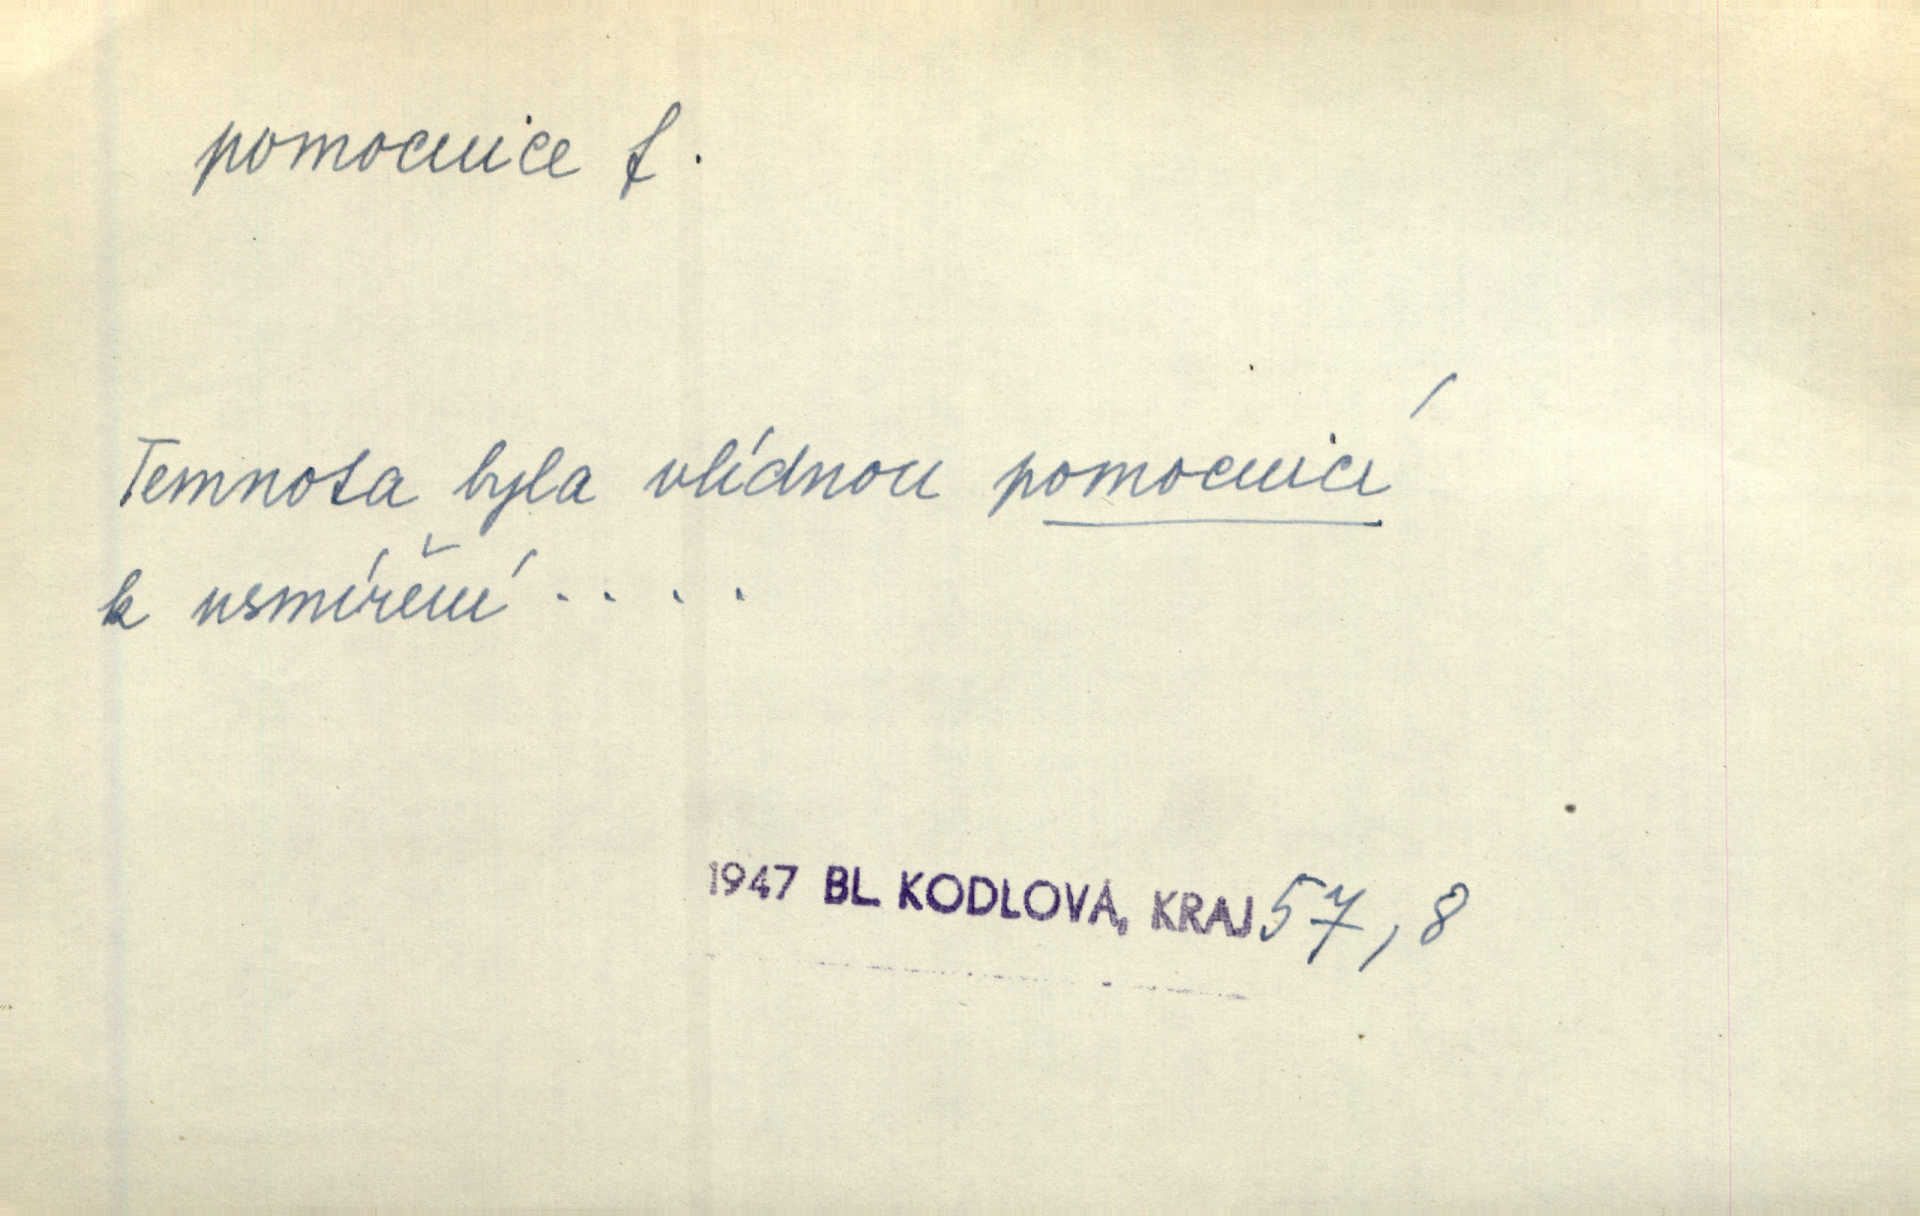 pomocnice f.
Temnota byla vlídnou pomocnicí
k usmíření ....
1947 BL. KODLOVÁ, KRAJ 57, 8